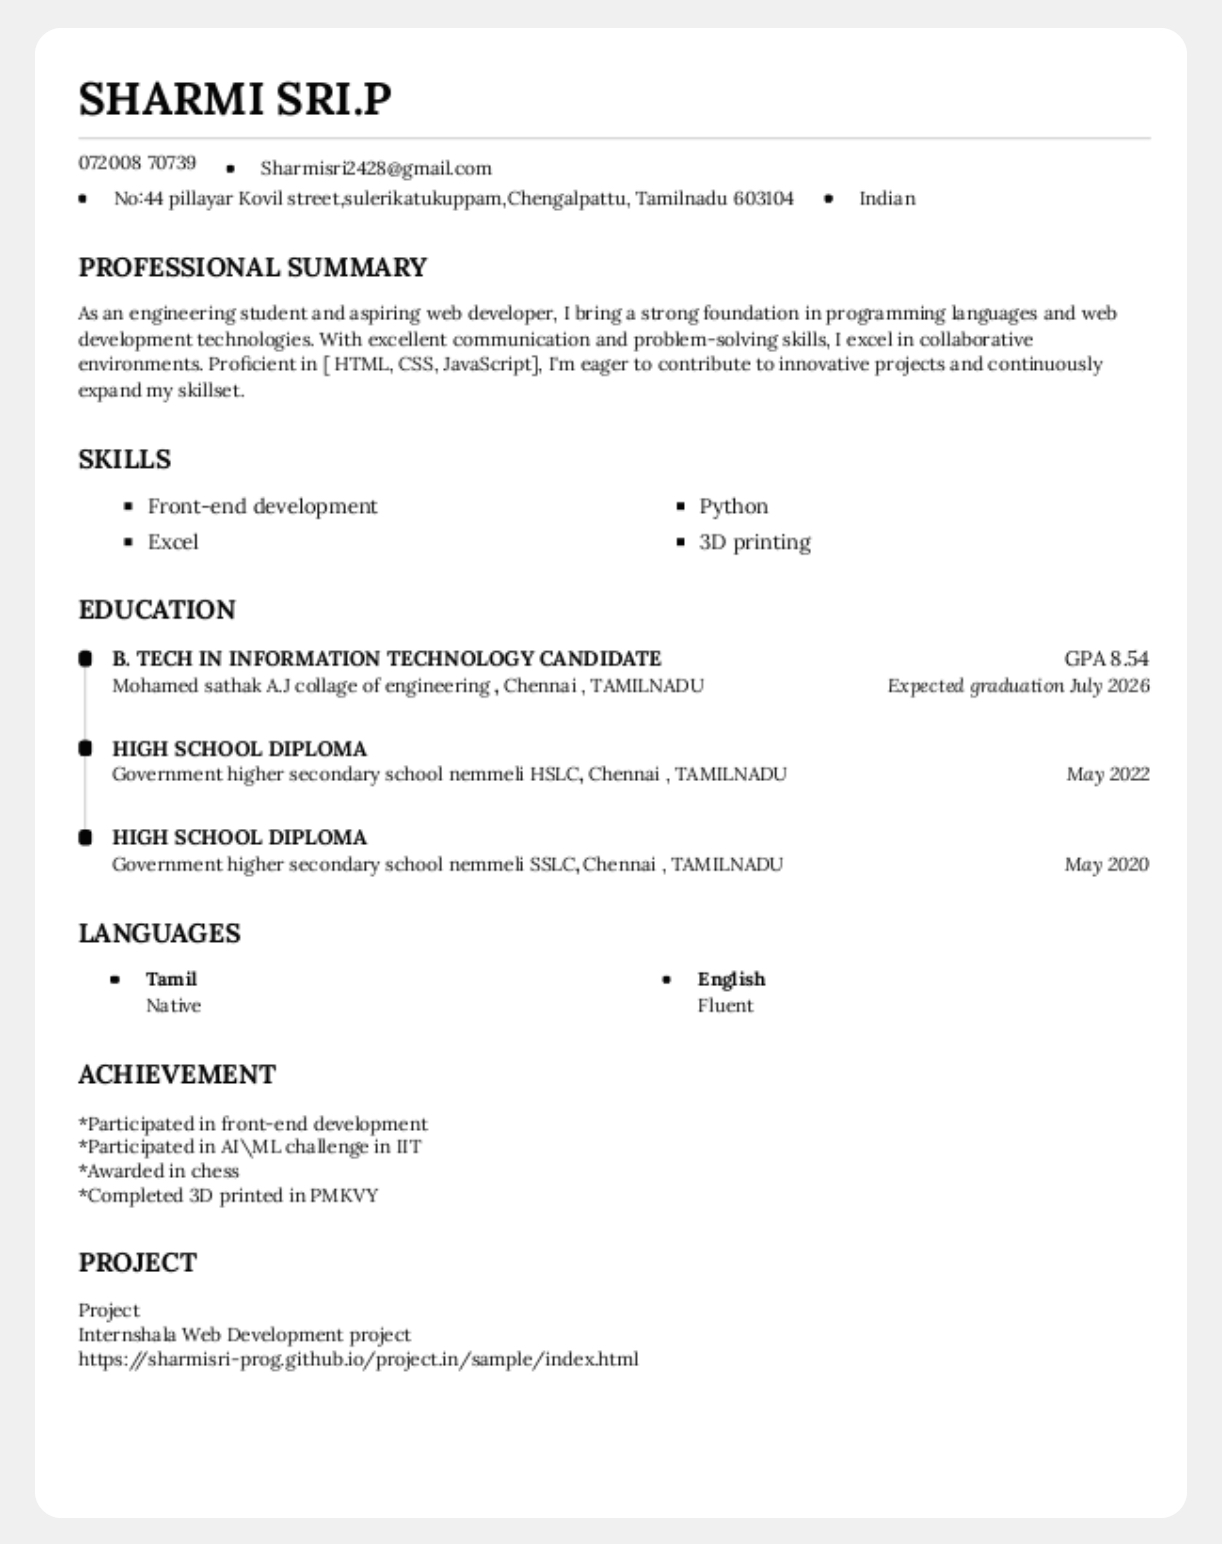 SHARMI SRI.P
072008 70739 • Sharmisri2428@gmail.com
• No:44 pillayar Kovil street,sulerikatukuppam,Chengalpattu, Tamilnadu 603104 • Indian
PROFESSIONAL SUMMARY
As an engineering student and aspiring web developer, I bring a strong foundation in programming languages and web
development technologies. With excellent communication and problem-solving skills, I excel in collaborative
environments. Proficient in [ HTML, CSS, JavaScript], I'm eager to contribute to innovative projects and continuously
expand my skillset.
SKILLS
▪ Front-end development ▪ Python
▪ Excel ▪ 3D printing
EDUCATION
B. TECH IN INFORMATION TECHNOLOGY CANDIDATE GPA 8.54
Mohamed sathak A.J collage of engineering , Chennai , TAMILNADU Expected graduation July 2026
HIGH SCHOOL DIPLOMA
Government higher secondary school nemmeli HSLC, Chennai , TAMILNADU May 2022
HIGH SCHOOL DIPLOMA
Government higher secondary school nemmeli SSLC, Chennai , TAMILNADU May 2020
LANGUAGES
• Tamil • English
Native Fluent
ACHIEVEMENT
*Participated in front-end development
*Participated in AI\ML challenge in IIT
*Awarded in chess
*Completed 3D printed in PMKVY
PROJECT
Project
Internshala Web Development project
https://sharmisri-prog.github.io/project.in/sample/index.html